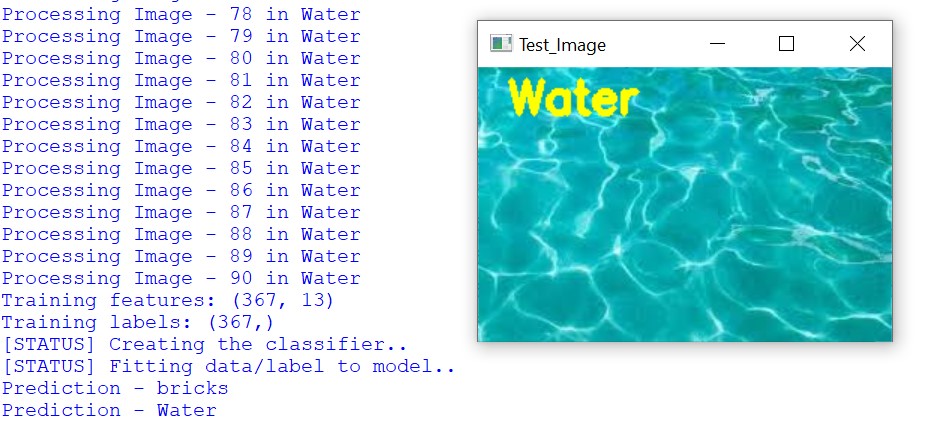 Processing Image - 78 in Water
Processing Image - 79 in Water
Processing Image - 80 in Water
Processing Image - 81 in Water
Processing Image - 82 in Water
Processing Image - 83 in Water
Processing Image - 84 in Water
Processing Image - 85 in Water
Processing Image - 86 in Water
Processing Image - 87 in Water
Processing Image - 88 in Water
Processing Image - 89 in Water
Processing Image - 90 in Water
Training features: (367, 13)
Training labels: (367,)
[STATUS] Creating the classifier..
[STATUS] Fitting data/label to model..
Prediction - bricks
Prediction - Water
Test_Image
Water